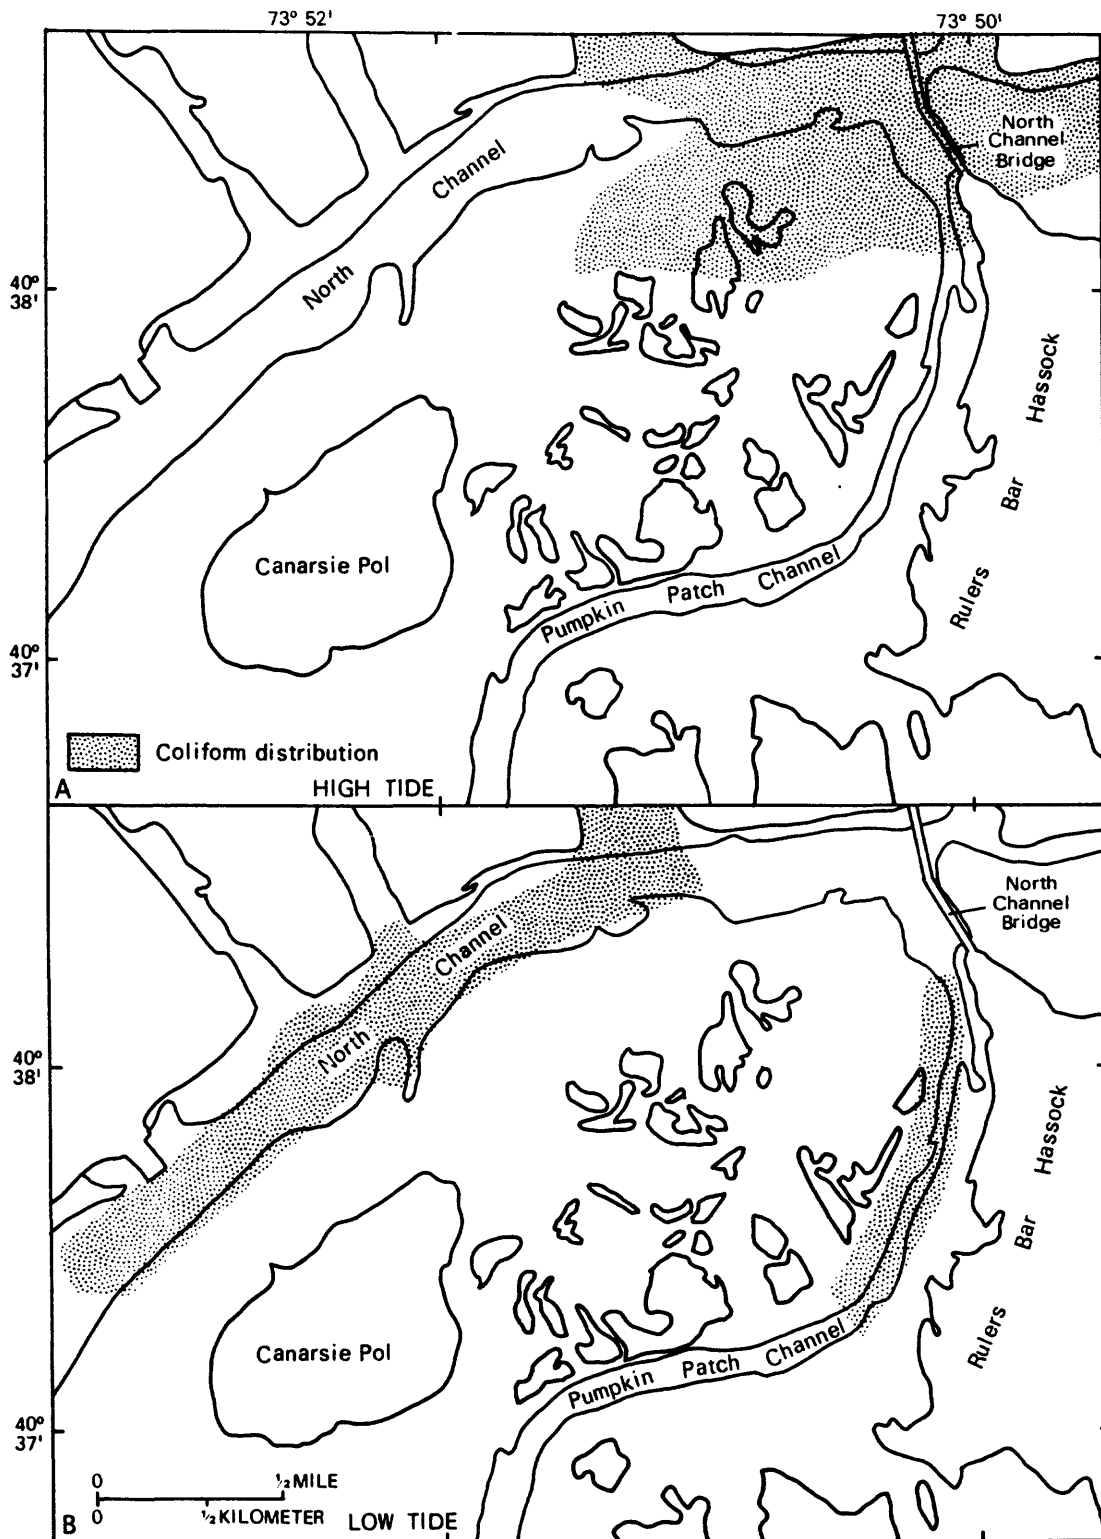 73° 52'
73° 50'
North
Channel
Bridge
North Channel
40°
38'
Hassock
Bar
Rulers
Canarsie Pol
Pumpkin Patch Channel
40°
37'
Coliform distribution
A
HIGH TIDE
North
Channel
Bridge
North Channel
40°
38'
Hassock
Bar
Rulers
Canarsie Pol
Pumpkin Patch Channel
40°
37'
0 ½ MILE
0 ½ KILOMETER
B
LOW TIDE